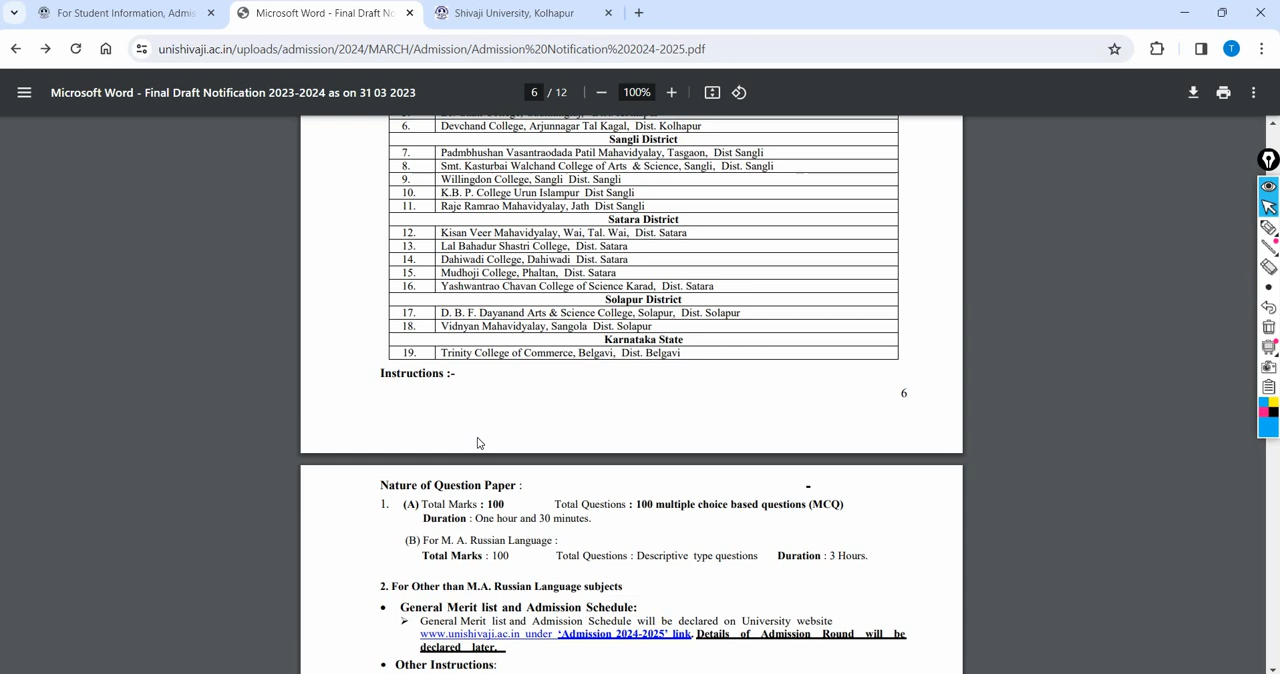 For Student Information, Admis
Microsoft Word - Final Draft No
Shivaji University, Kolhapur
unishivaji.ac.in/uploads/admission/2024/MARCH/Admission/Admission%20Notification%202024-2025.pdf
T
Microsoft Word - Final Draft Notification 2023-2024 as on 31 03 2023
6 / 12
100%
6. Devchand College, Arjunnagar Tal Kagal, Dist. Kolhapur
Sangli District
7. Padmbhushan Vasantraodada Patil Mahavidyalay, Tasgaon, Dist Sangli
8. Smt. Kasturbai Walchand College of Arts & Science, Sangli, Dist. Sangli
9. Willingdon College, Sangli Dist. Sangli
10. K.B. P. College Urun Islampur Dist Sangli
11. Raje Ramrao Mahavidyalay, Jath Dist Sangli
Satara District
12. Kisan Veer Mahavidyalay, Wai, Tal. Wai, Dist. Satara
13. Lal Bahadur Shastri College, Dist. Satara
14. Dahiwadi College, Dahiwadi Dist. Satara
15. Mudhoji College, Phaltan, Dist. Satara
16. Yashwantrao Chavan College of Science Karad, Dist. Satara
Solapur District
17. D. B. F. Dayanand Arts & Science College, Solapur, Dist. Solapur
18. Vidnyan Mahavidyalay, Sangola Dist. Solapur
Karnataka State
19. Trinity College of Commerce, Belgavi, Dist. Belgavi
Instructions :-
6
Nature of Question Paper : -
1. (A) Total Marks : 100 Total Questions : 100 multiple choice based questions (MCQ)
Duration : One hour and 30 minutes.
(B) For M. A. Russian Language :
Total Marks : 100 Total Questions : Descriptive type questions Duration : 3 Hours.
2. For Other than M.A. Russian Language subjects
• General Merit list and Admission Schedule:
➢ General Merit list and Admission Schedule will be declared on University website
www.unishivaji.ac.in under 'Admission 2024-2025' link. Details of Admission Round will be
declared later.
• Other Instructions: